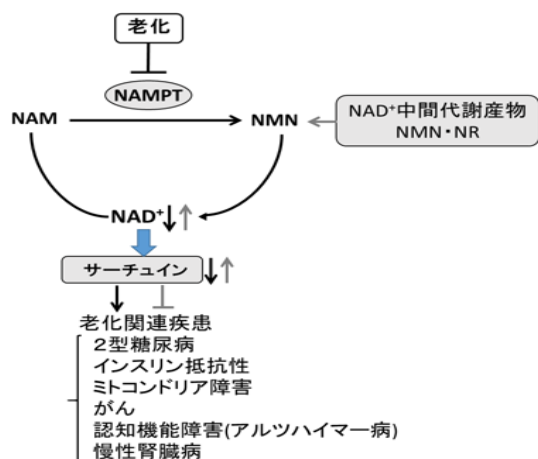 老化
NAMPT
NAM
NMN
NAD⁺中間代謝産物
NMN・NR
NAD⁺
サーチュイン
老化関連疾患
２型糖尿病
インスリン抵抗性
ミトコンドリア障害
がん
認知機能障害(アルツハイマー病)
慢性腎臓病